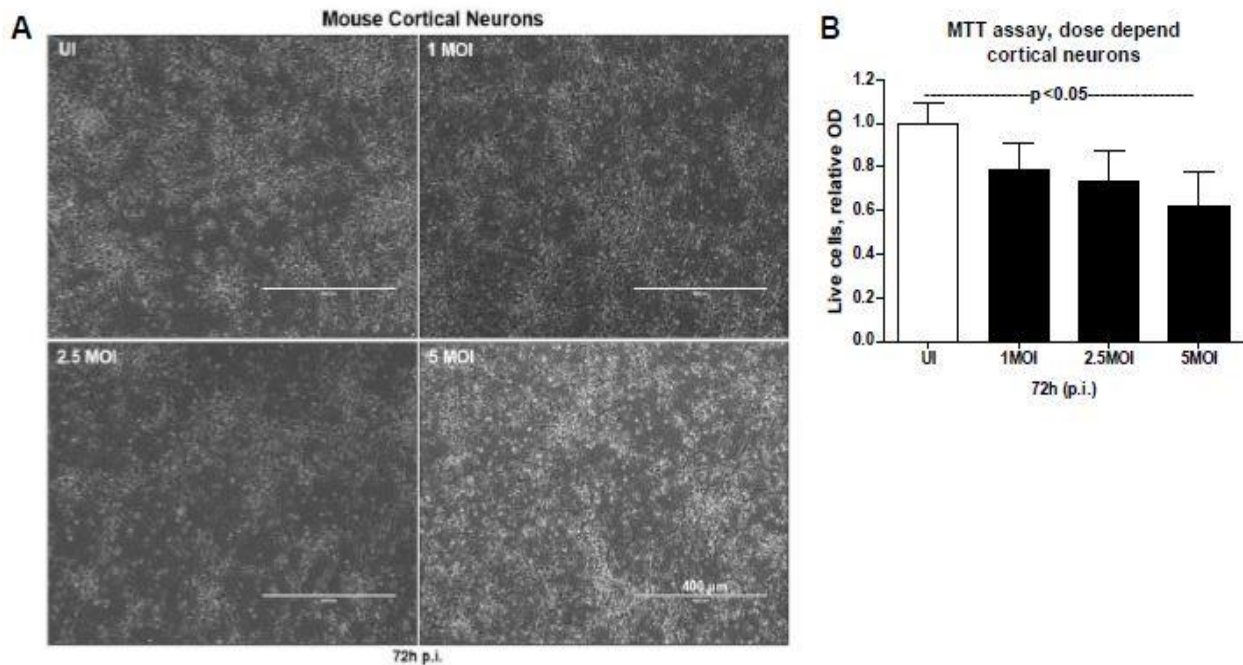 A
Mouse Cortical Neurons
UI
1 MOI
2.5 MOI
5 MOI
400 µm
72h p.i.
B
MTT assay, dose depend
cortical neurons
p<0.05
Live cells, relative OD
1.2
1.0
0.8
0.6
0.4
0.2
0.0
UI 1MOI 2.5MOI 5MOI
72h (p.i.)